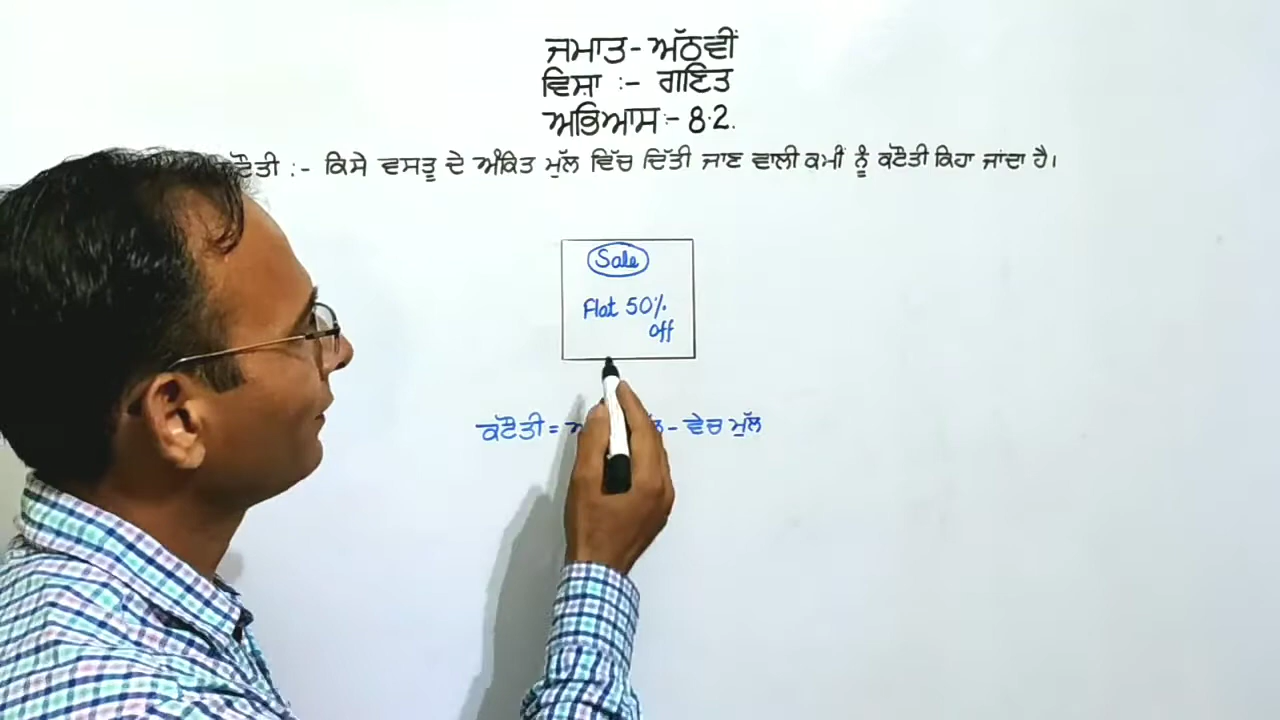 ਜਮਾਤ- ਅੱਠਵੀਂ
ਵਿਸ਼ਾ :- ਗਣਿਤ
ਅਭਿਆਸ :- 8.2.
:- ਕਿਸੇ ਵਸਤੂ ਦੇ ਅੰਕਿਤ ਮੁੱਲ ਵਿੱਚ ਦਿੱਤੀ ਜਾਣ ਵਾਲੀ ਕਮੀ ਨੂੰ ਕਟੌਤੀ ਕਿਹਾ ਜਾਂਦਾ ਹੈ।
Sale
Flat 50%
Off
ਕਟੌਤੀ = - ਵੇਚ ਮੁੱਲ